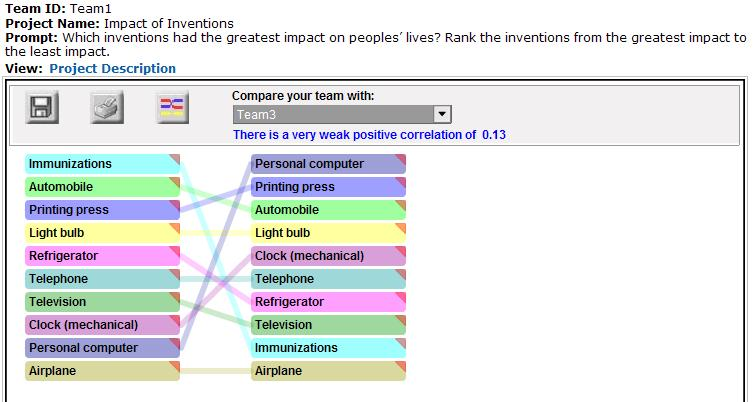 Team ID: Team1
Project Name: Impact of Inventions
Prompt: Which inventions had the greatest impact on peoples´ lives? Rank the inventions from the greatest impact to
the least impact.
View: Project Description
Compare your team with:
Team3
There is a very weak positive correlation of 0.13
Immunizations Personal computer
Automobile Printing press
Printing press Automobile
Light bulb Light bulb
Refrigerator Clock (mechanical)
Telephone Telephone
Television Refrigerator
Clock (mechanical) Television
Personal computer Immunizations
Airplane Airplane